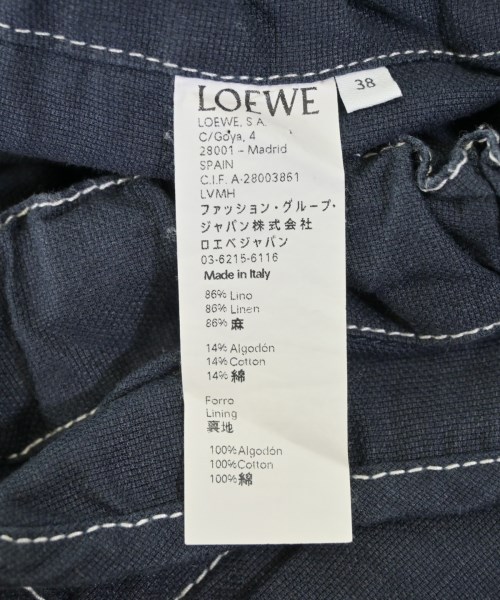 LOEWE
38
LOEWE, S.A.
C/Goya, 4
28001 - Madrid
SPAIN
C.I.F. A-28003861
LVMH
ファッション・グループ・
ジャパン株式会社
ロエベジャパン
03-6215-6116
Made in Italy
86% Lino
86% Linen
86% 麻
14% Algodón
14% Cotton
14% 綿
Forro
Lining
裏地
100% Algodón
100% Cotton
100% 綿